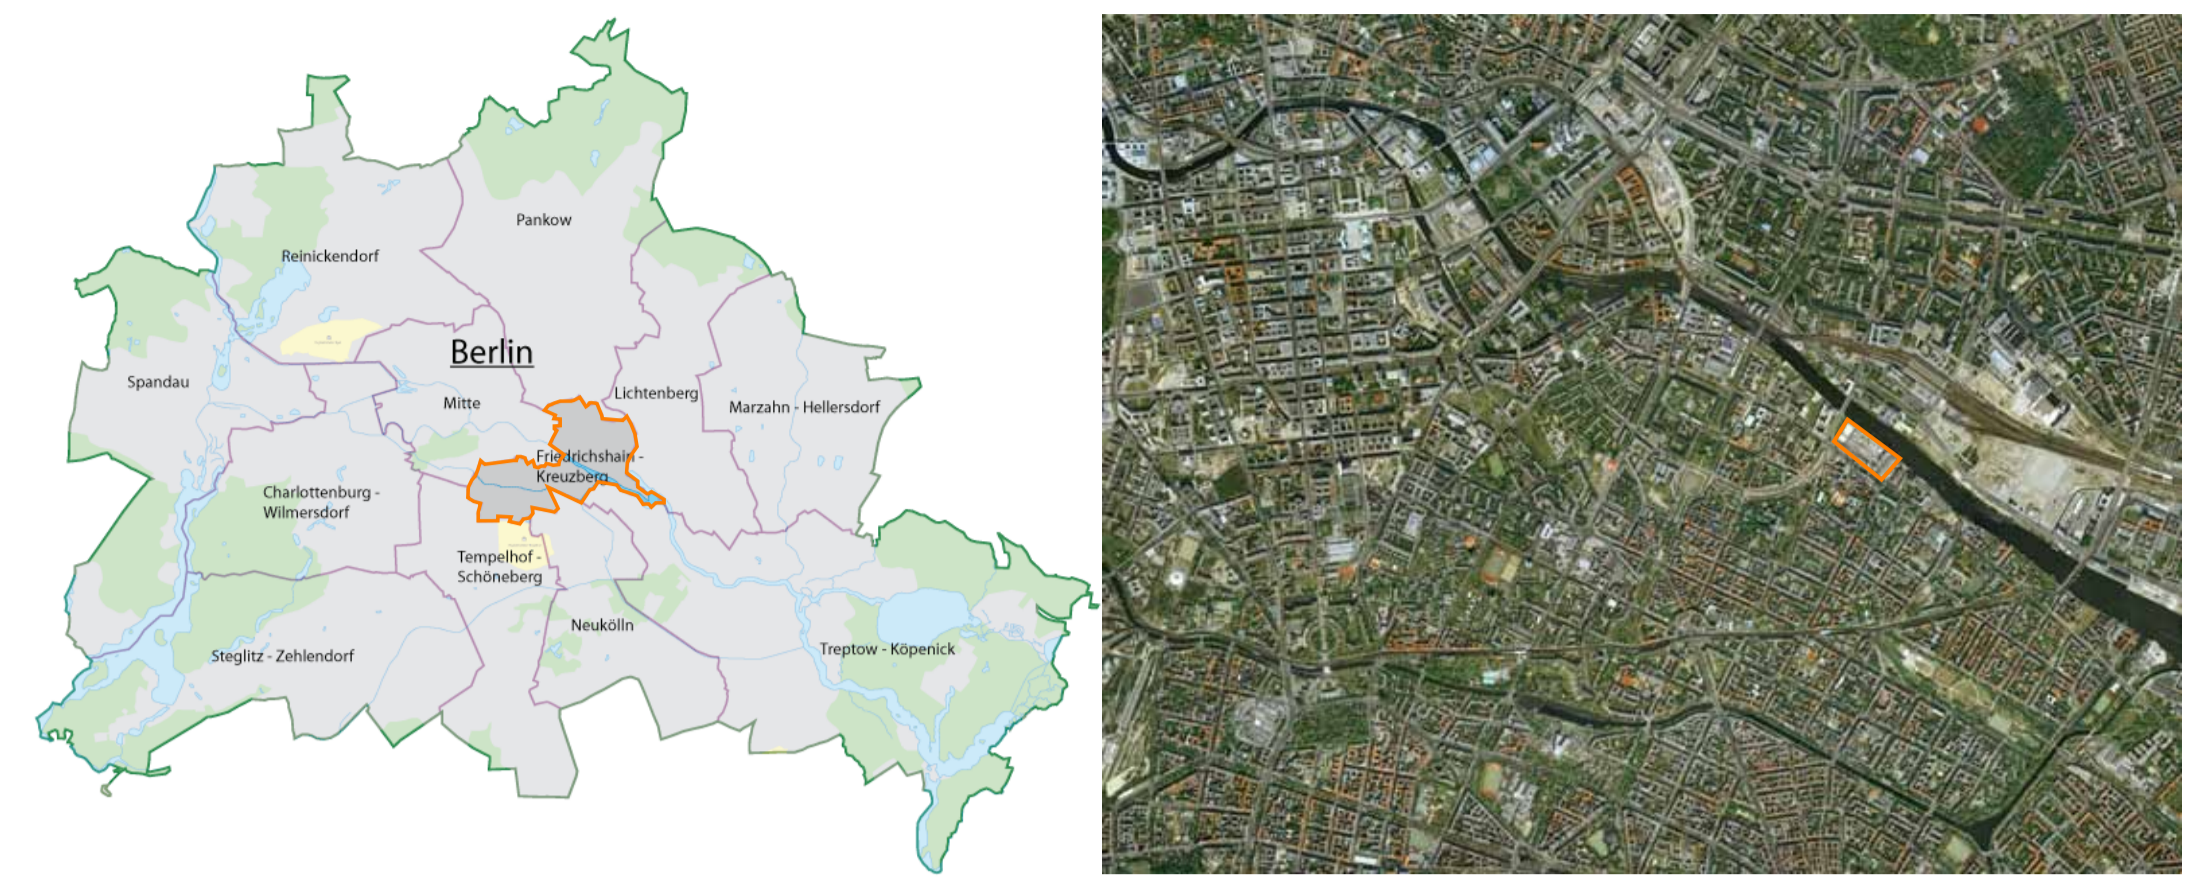 Pankow
Reinickendorf
Berlin
Spandau
Mitte
Lichtenberg
Marzahn - Hellersdorf
Friedrichshain -
Kreuzberg
Charlottenburg -
Wilmersdorf
Tempelhof -
Schöneberg
Neukölln
Steglitz - Zehlendorf
Treptow - Köpenick